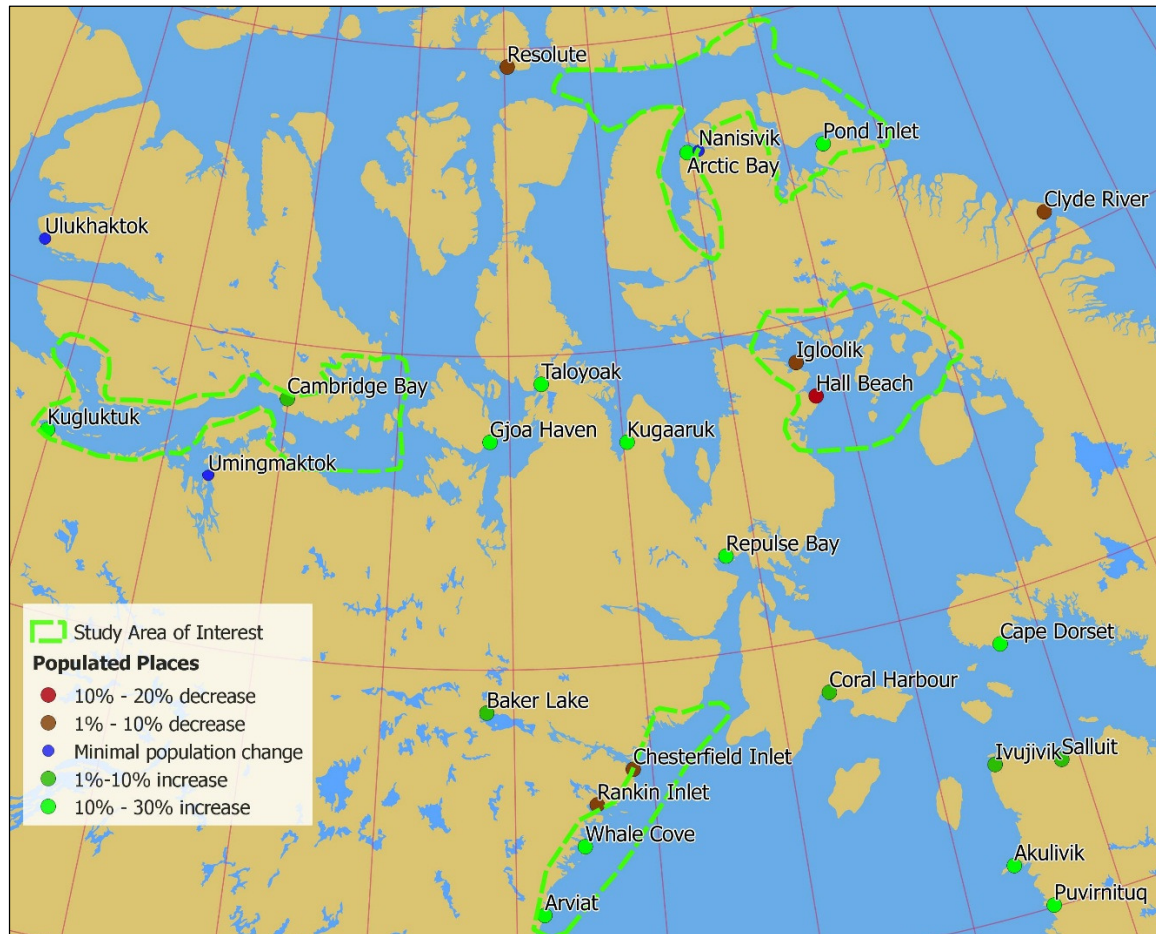 Resolute
Nanisivik
Pond Inlet
Arctic Bay
Clyde River
Ulukhaktok
Igloolik
Taloyoak
Cambridge Bay
Hall Beach
Kugluktuk
Gjoa Haven
Kugaaruk
Umingmaktok
Repulse Bay
Study Area of Interest
Populated Places
10% - 20% decrease
1% - 10% decrease
Minimal population change
1%-10% increase
10% - 30% increase
Cape Dorset
Coral Harbour
Baker Lake
Chesterfield Inlet
Ivujivik
Salluit
Rankin Inlet
Whale Cove
Akulivik
Puvirnituq
Arviat